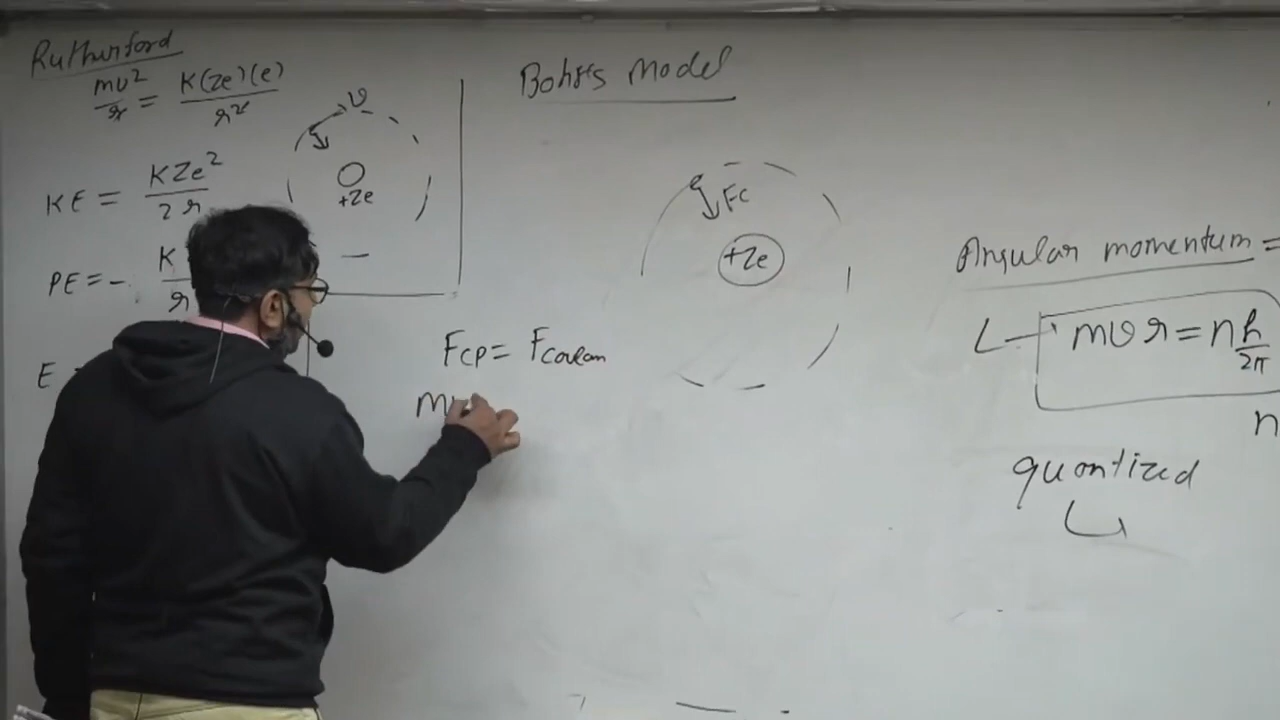 Rutherford
mv²/r = K(ze)(e)/r²
v
+Ze
KE = KZe²/2r
PE = - K
r
E
Bohr's Model
Fc
+Ze
Fcp = Fcoulom
m
Angular momentum =
L → mvr = nh/2π
n
quantized